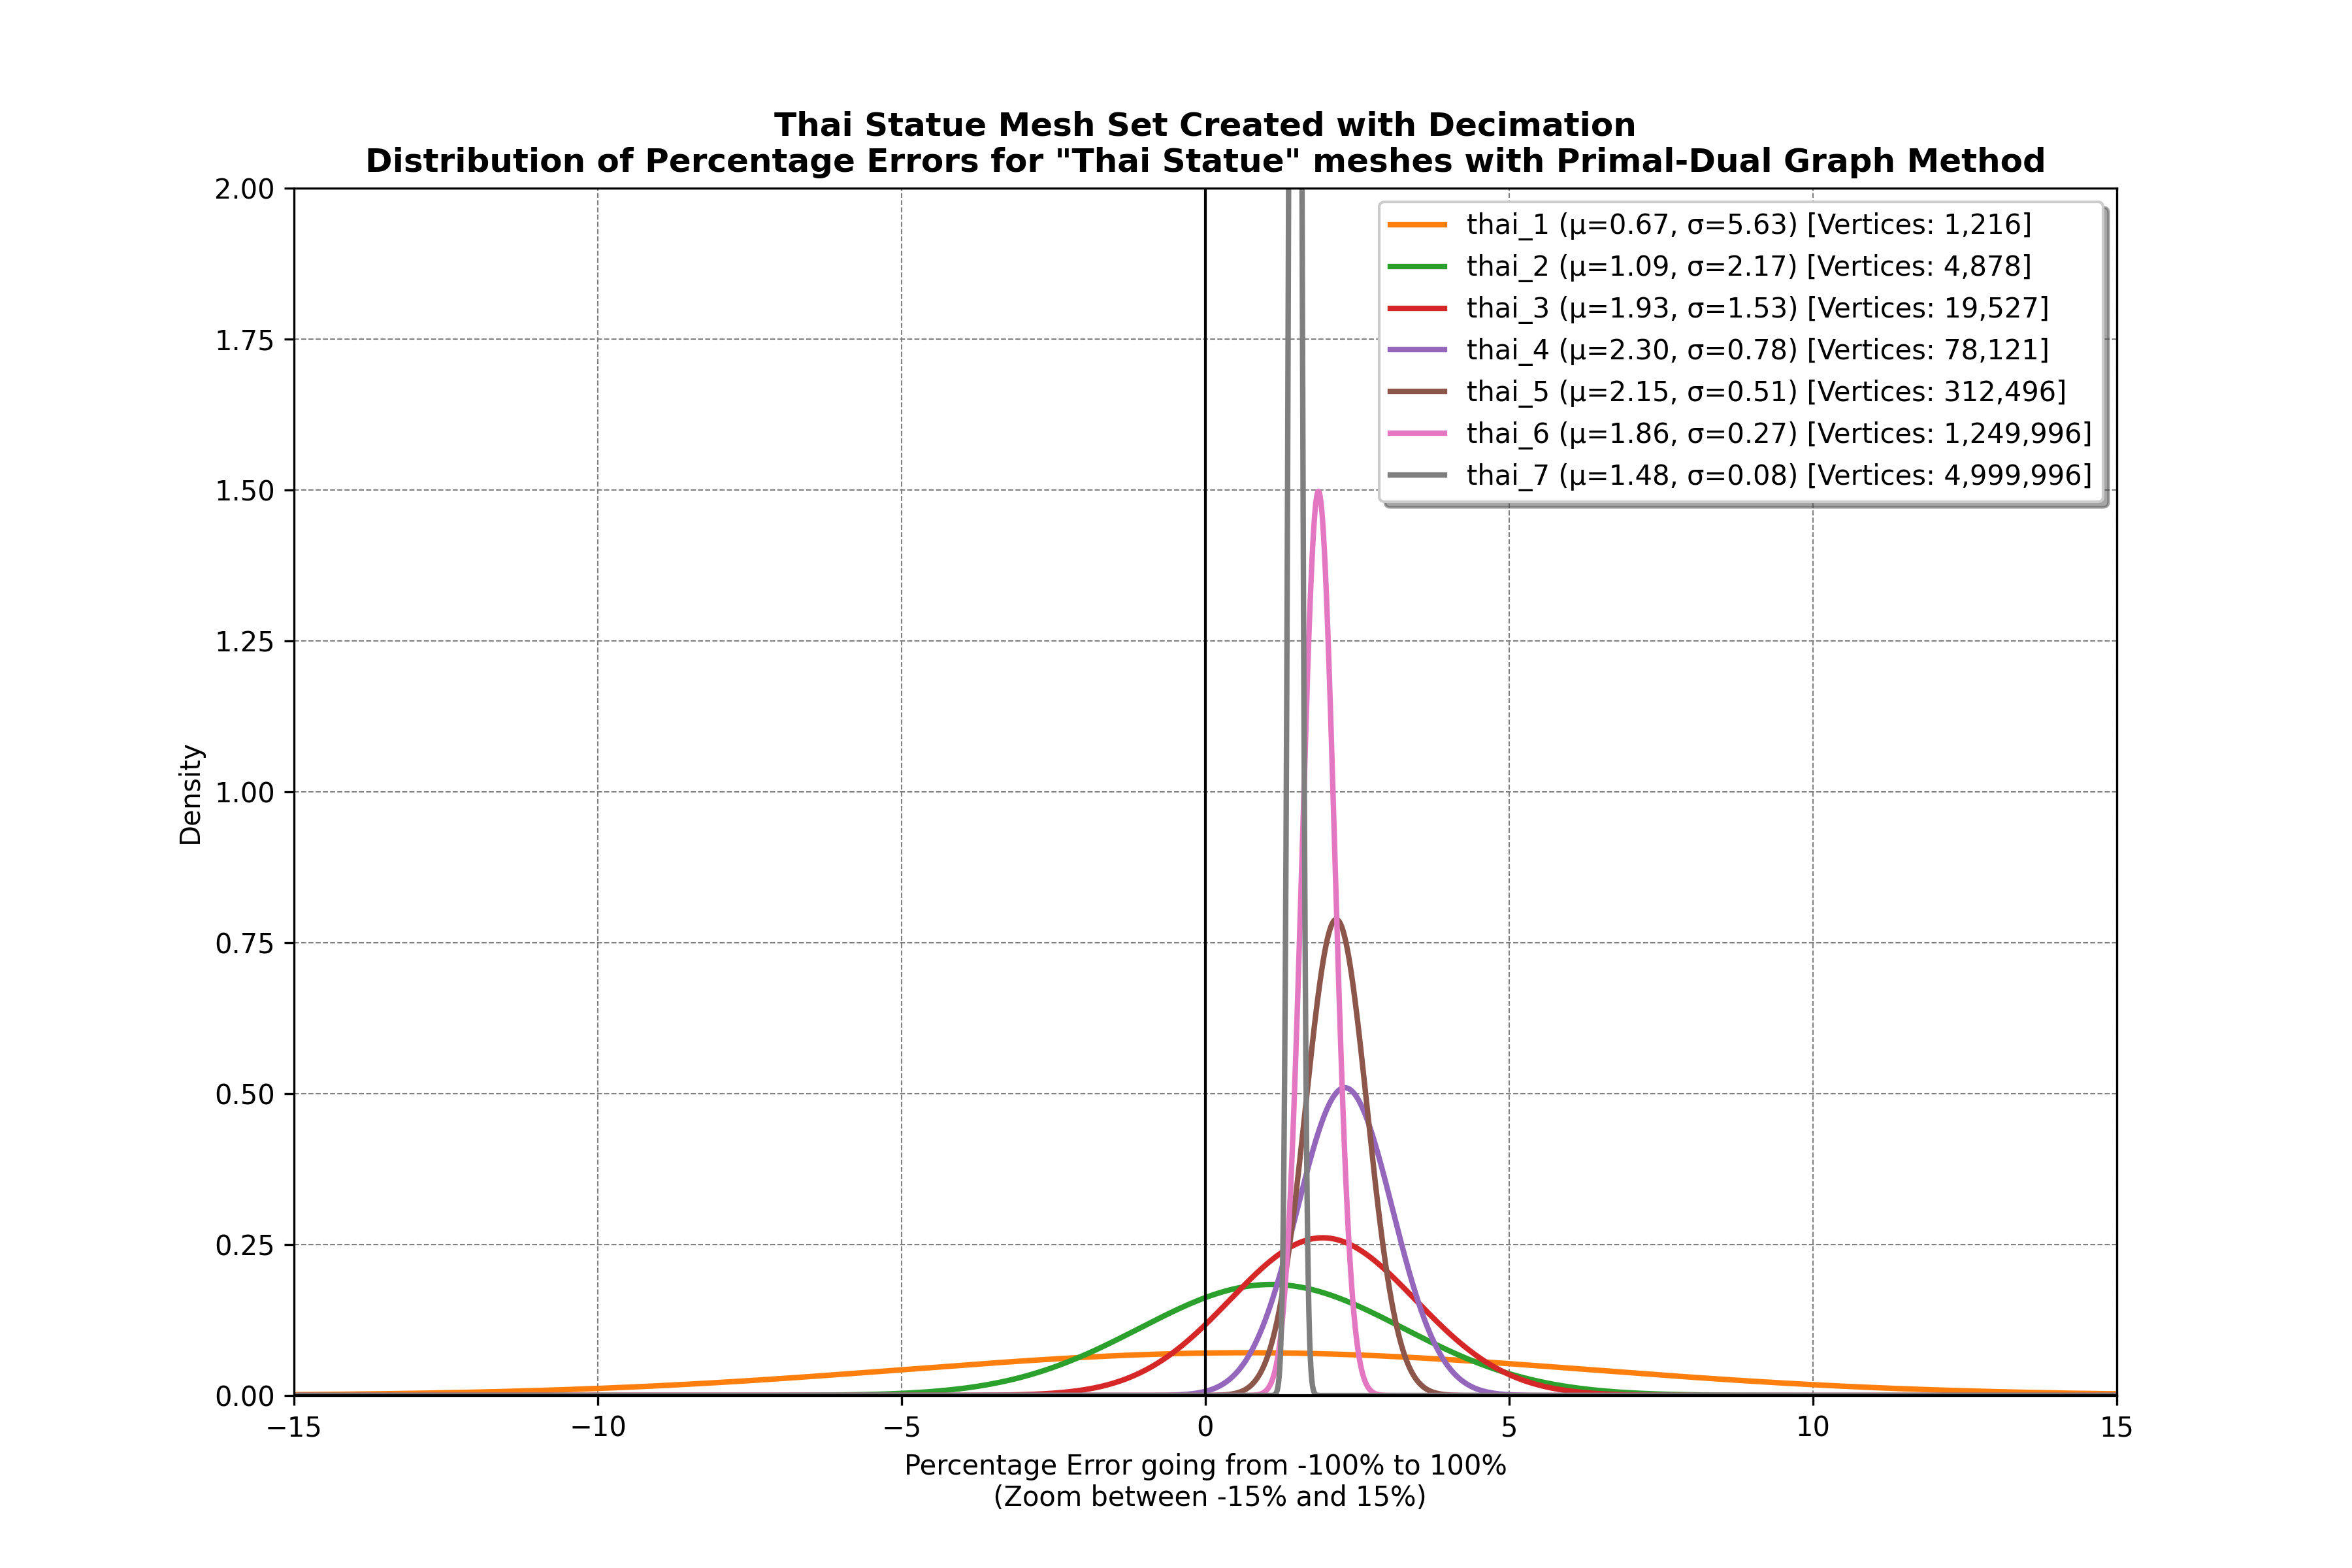 Thai Statue Mesh Set Created with Decimation
Distribution of Percentage Errors for "Thai Statue" meshes with Primal-Dual Graph Method
2.00
1.75
1.50
1.25
1.00
0.75
0.50
0.25
0.00
Density
thai_1 (μ=0.67, σ=5.63) [Vertices: 1,216]
thai_2 (μ=1.09, σ=2.17) [Vertices: 4,878]
thai_3 (μ=1.93, σ=1.53) [Vertices: 19,527]
thai_4 (μ=2.30, σ=0.78) [Vertices: 78,121]
thai_5 (μ=2.15, σ=0.51) [Vertices: 312,496]
thai_6 (μ=1.86, σ=0.27) [Vertices: 1,249,996]
thai_7 (μ=1.48, σ=0.08) [Vertices: 4,999,996]
−15 −10 −5 0 5 10 15
Percentage Error going from -100% to 100%
(Zoom between -15% and 15%)